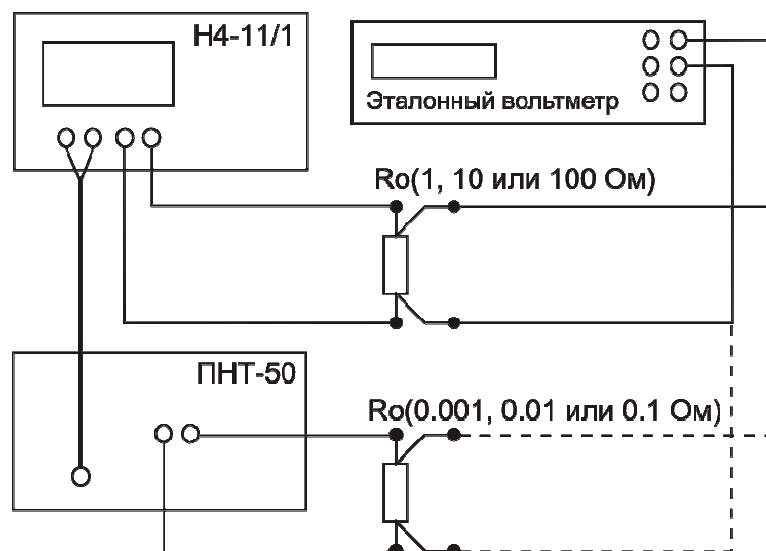 Н4-11/1
Эталонный вольтметр
Ro(1, 10 или 100 Ом)
ПНТ-50
Ro(0.001, 0.01 или 0.1 Ом)